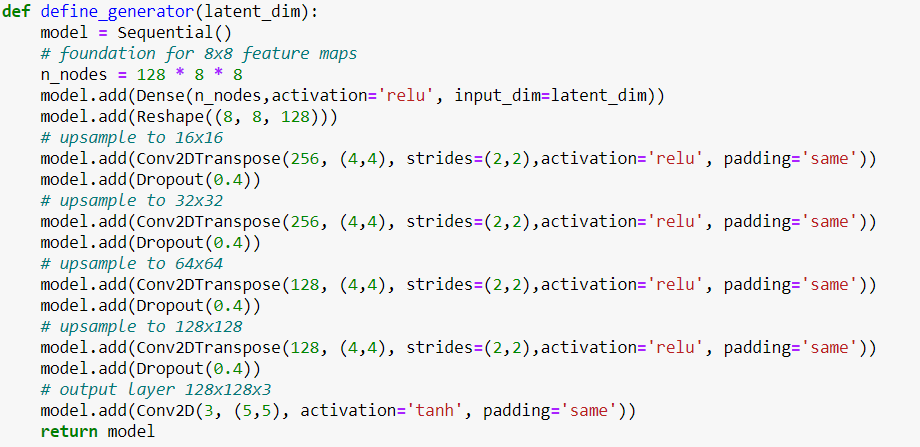 def define_generator(latent_dim):
    model = Sequential()
    # foundation for 8x8 feature maps
    n_nodes = 128 * 8 * 8
    model.add(Dense(n_nodes,activation='relu', input_dim=latent_dim))
    model.add(Reshape((8, 8, 128)))
    # upsample to 16x16
    model.add(Conv2DTranspose(256, (4,4), strides=(2,2),activation='relu', padding='same'))
    model.add(Dropout(0.4))
    # upsample to 32x32
    model.add(Conv2DTranspose(256, (4,4), strides=(2,2),activation='relu', padding='same'))
    model.add(Dropout(0.4))
    # upsample to 64x64
    model.add(Conv2DTranspose(128, (4,4), strides=(2,2),activation='relu', padding='same'))
    model.add(Dropout(0.4))
    # upsample to 128x128
    model.add(Conv2DTranspose(128, (4,4), strides=(2,2),activation='relu', padding='same'))
    model.add(Dropout(0.4))
    # output layer 128x128x3
    model.add(Conv2D(3, (5,5), activation='tanh', padding='same'))
    return model